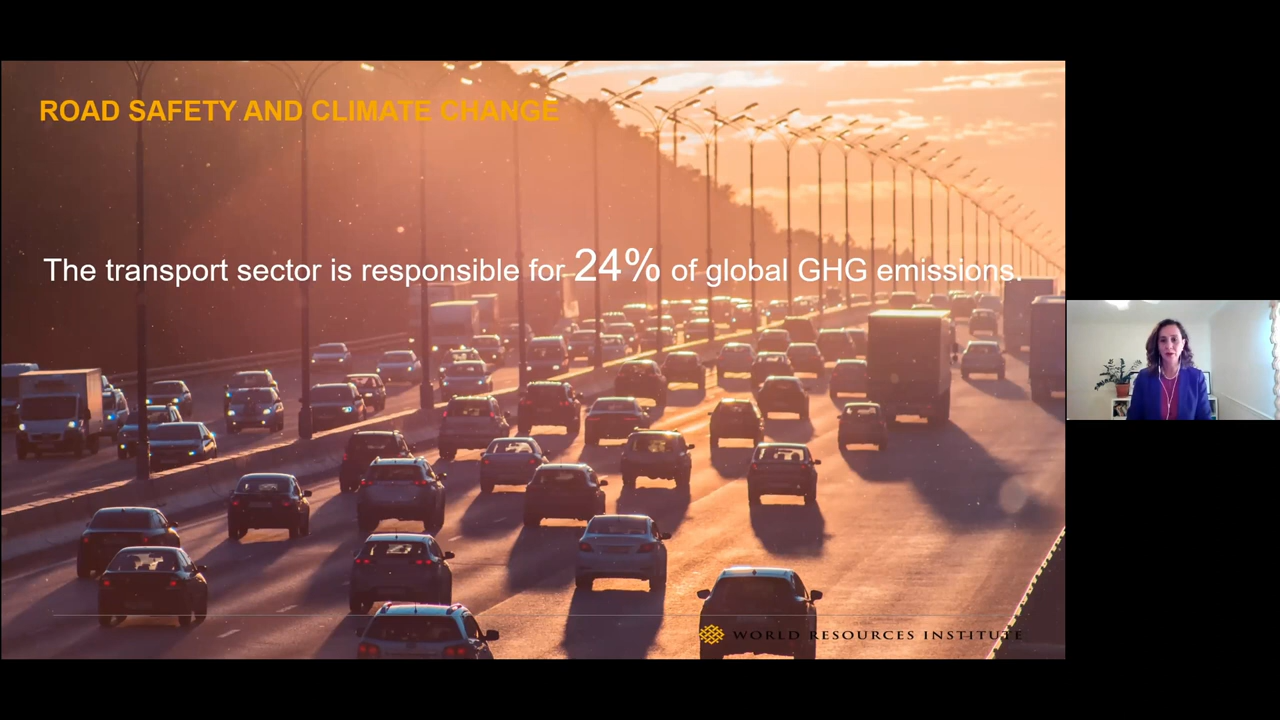 ROAD SAFETY AND CLIMATE CHANGE
The transport sector is responsible for 24% of global GHG emissions.
WORLD RESOURCES INSTITUTE